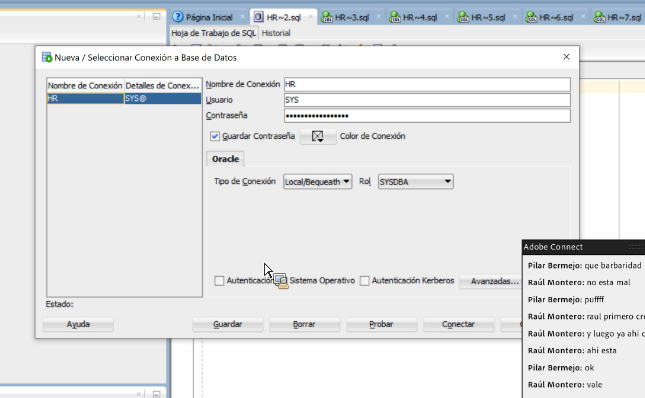 Página Inicial HR~2.sql HR~3.sql HR~4.sql HR~5.sql HR~6.sql HR~7.sql
Hoja de Trabajo de SQL Historial
Nueva / Seleccionar Conexión a Base de Datos
Nombre de Conexión Detalles de Conex...
HR SYS@
Nombre de Conexión HR
Usuario SYS
Contraseña ••••••••••••••••
Guardar Contraseña Color de Conexión
Oracle
Tipo de Conexión Local/Bequeath Rol SYSDBA
Sistema Operativo Autenticación Kerberos Avanzadas...
Estado:
Ayuda Guardar Borrar Probar Conectar
Adobe Connect
Pilar Bermejo: que barbaridad
Raúl Montero: no esta mal
Pilar Bermejo: puffff
Raúl Montero: raul primero cre
Raúl Montero: y luego ya ahi
Raúl Montero: ahi esta
Pilar Bermejo: ok
Raúl Montero: vale